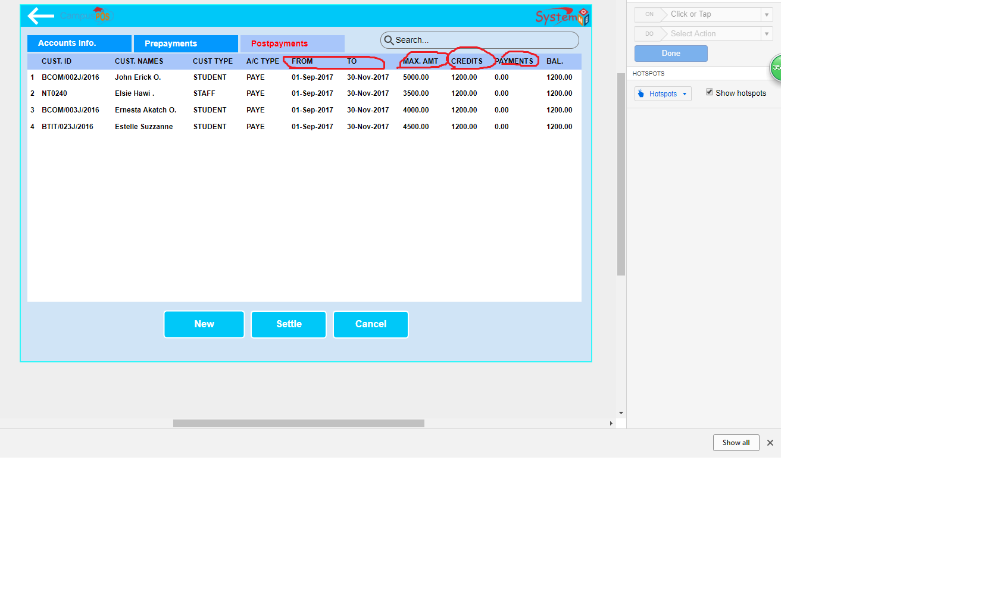 CampusPOS
SystemONE
Accounts Info.
Prepayments
Postpayments
Search...
CUST. ID CUST. NAMES CUST TYPE A/C TYPE FROM TO MAX. AMT CREDITS PAYMENTS BAL.
1 BCOM/002J/2016 John Erick O. STUDENT PAYE 01-Sep-2017 30-Nov-2017 5000.00 1200.00 0.00 1200.00
2 NT0240 Elsie Hawi . STAFF PAYE 01-Sep-2017 30-Nov-2017 3500.00 1200.00 0.00 1200.00
3 BCOM/003J/2016 Ernesta Akatch O. STUDENT PAYE 01-Sep-2017 30-Nov-2017 4000.00 1200.00 0.00 1200.00
4 BTIT/023J/2016 Estelle Suzzanne STUDENT PAYE 01-Sep-2017 30-Nov-2017 4500.00 1200.00 0.00 1200.00
New
Settle
Cancel
ON Click or Tap
DO Select Action
Done
35
HOTSPOTS
Hotspots
Show hotspots
Show all